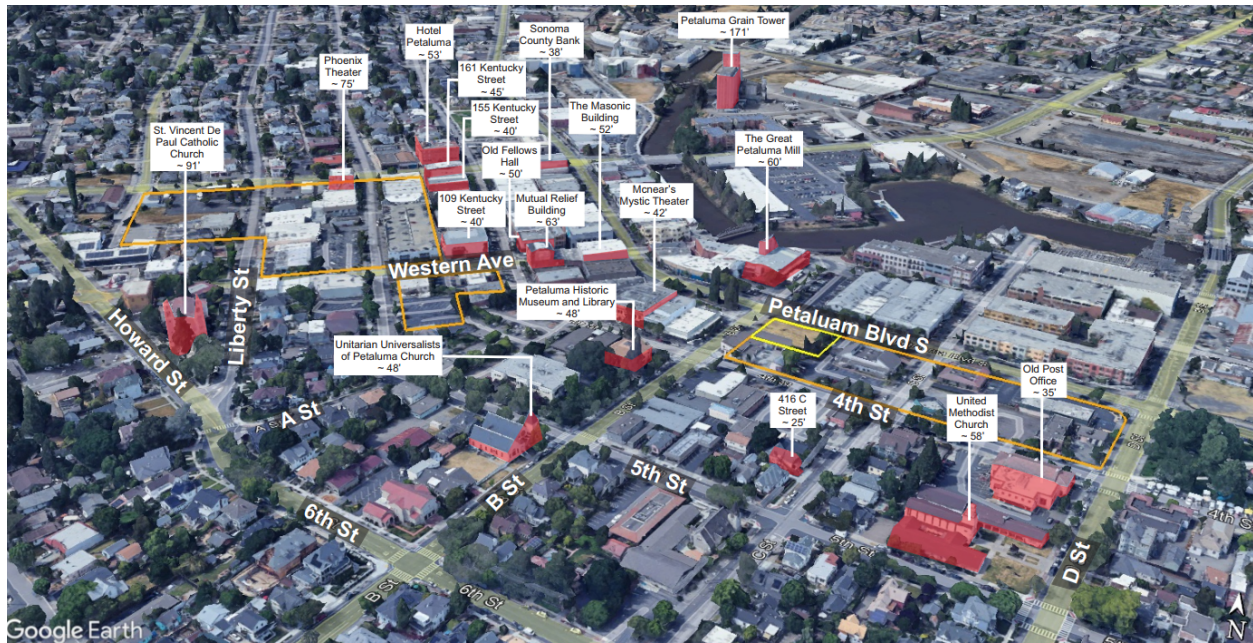 Petaluma Grain Tower
~ 171'
Hotel
Petaluma
~ 53'
Sonoma
County Bank
~ 38'
Phoenix
Theater
~ 75'
161 Kentucky
Street
~ 45'
155 Kentucky
Street
~ 40'
The Masonic
Building
~ 52'
St. Vincent De
Paul Catholic
Church
~ 91'
Old Fellows
Hall
~ 50'
The Great
Petaluma Mill
~ 60'
Mcnear's
Mystic Theater
~ 42'
109 Kentucky
Street
~ 40'
Mutual Relief
Building
~ 63'
Western Ave
Petaluma Historic
Museum and Library
~ 48'
Liberty St
Howard St
Petaluam Blvd S
Unitarian Universalists
of Petaluma Church
~ 48'
Old Post
Office
~ 35'
4th St
416 C
Street
~ 25'
United
Methodist
Church
~ 58'
A St
A St
5th St
B St
6th St
4th S
5th St
C St
D St
B St
6th St
Google Earth
N